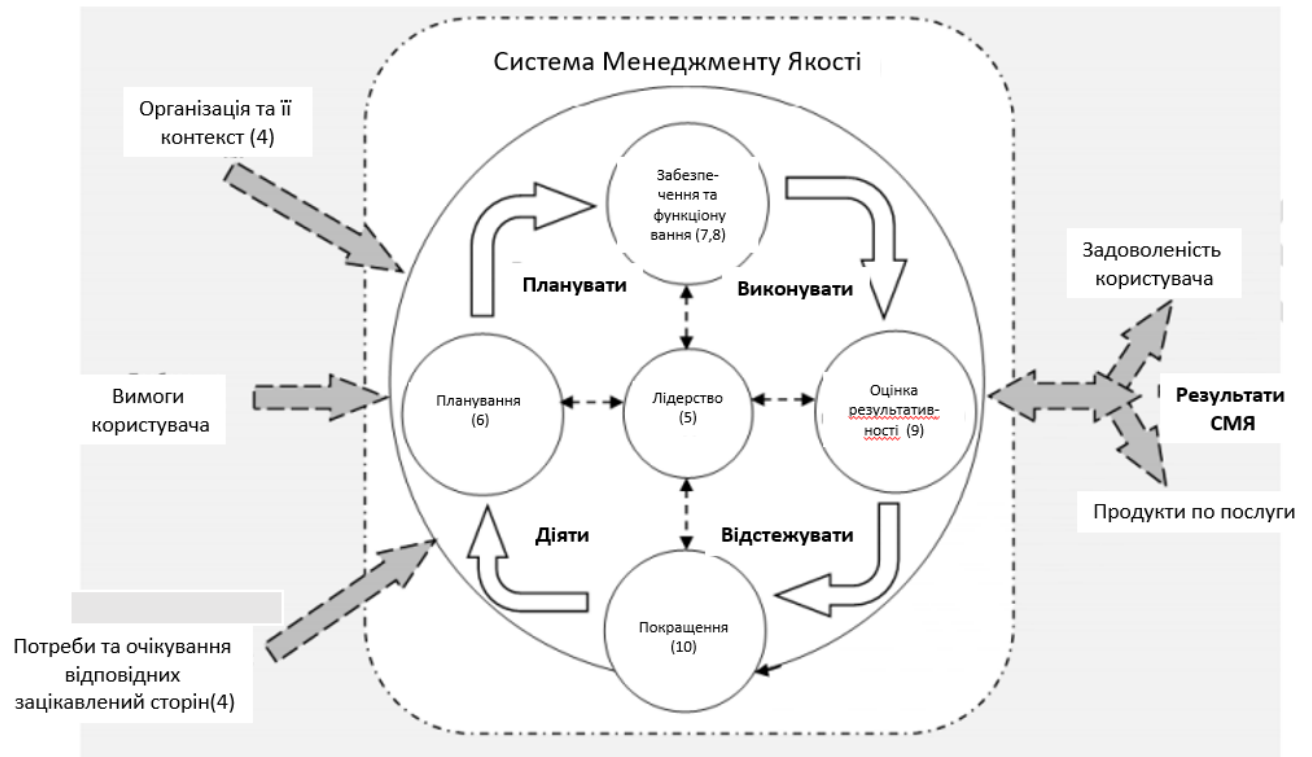 Система Менеджменту Якості
Організація та її
контекст (4)
Забезпе-
чення та
функціону
вання (7,8)
Планувати
Виконувати
Задоволеність
користувача
Вимоги
користувача
Планування
(6)
Лідерство
(5)
Оцінка
результатив-
ності (9)
Результати
СМЯ
Діяти
Відстежувати
Продукти по послуги
Покращення
(10)
Потреби та очікування
відповідних
зацікавлений сторін(4)